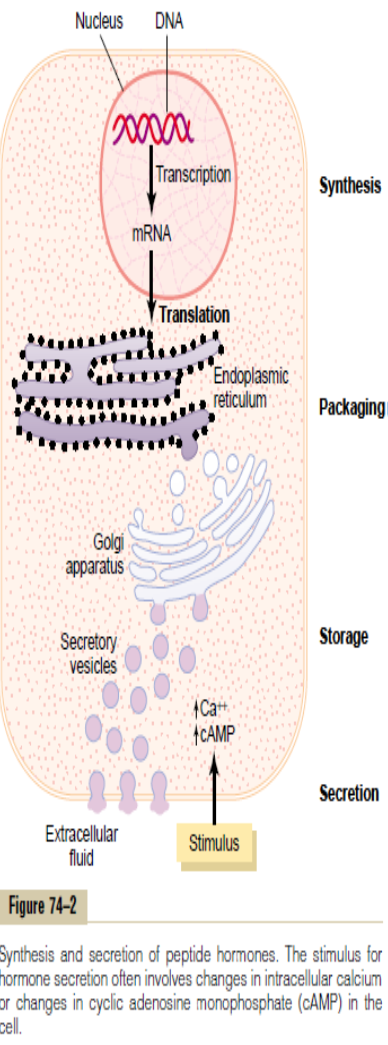 Nucleus DNA
Transcription
Synthesis
mRNA
Translation
Endoplasmic
reticulum
Packaging
Golgi
apparatus
Storage
Secretory
vesicles
↑Ca++
↑cAMP
Secretion
Extracellular
fluid
Stimulus
Figure 74–2
Synthesis and secretion of peptide hormones. The stimulus for
hormone secretion often involves changes in intracellular calcium
or changes in cyclic adenosine monophosphate (cAMP) in the
cell.